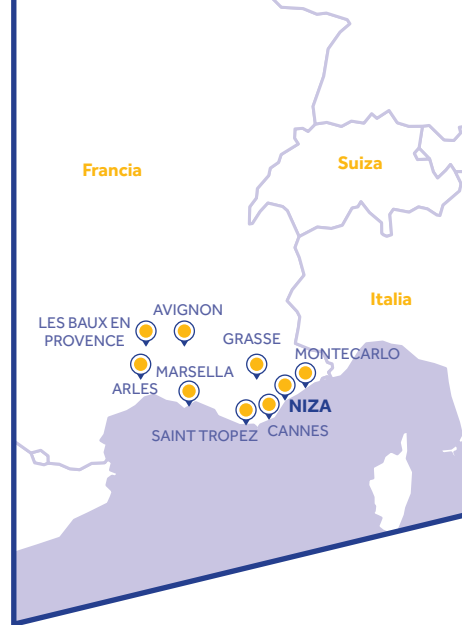 Francia
Suiza
Italia
AVIGNON
LES BAUX EN
PROVENCE
GRASSE
MONTECARLO
MARSELLA
ARLES
NIZA
CANNES
SAINT TROPEZ